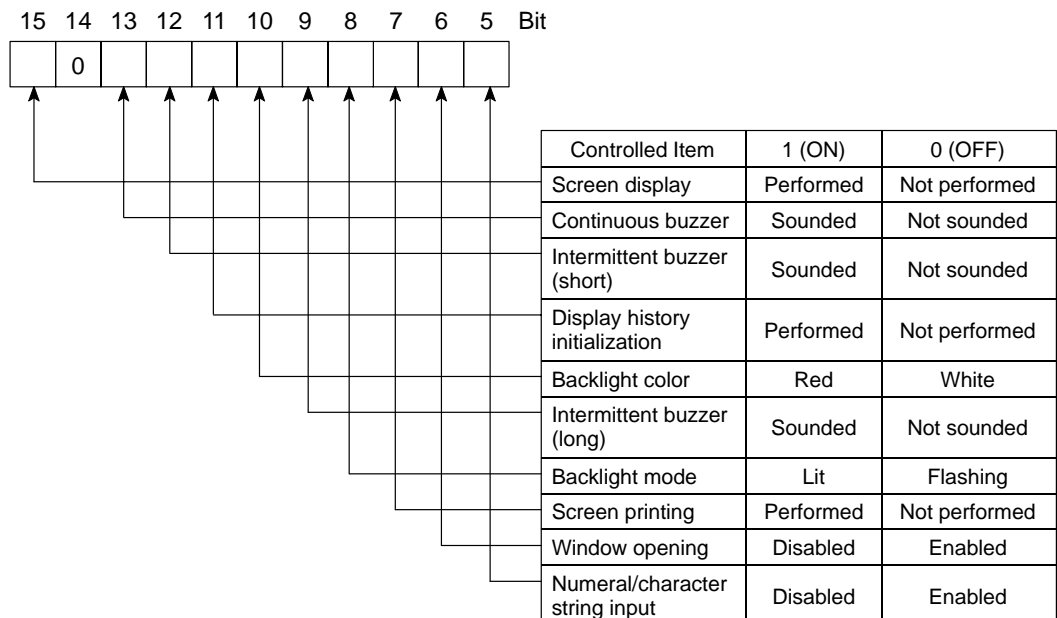 15 14 13 12 11 10 9 8 7 6 5 Bit
0
Controlled Item 1 (ON) 0 (OFF)
Screen display Performed Not performed
Continuous buzzer Sounded Not sounded
Intermittent buzzer
(short) Sounded Not sounded
Display history
initialization Performed Not performed
Backlight color Red White
Intermittent buzzer
(long) Sounded Not sounded
Backlight mode Lit Flashing
Screen printing Performed Not performed
Window opening Disabled Enabled
Numeral/character
string input Disabled Enabled